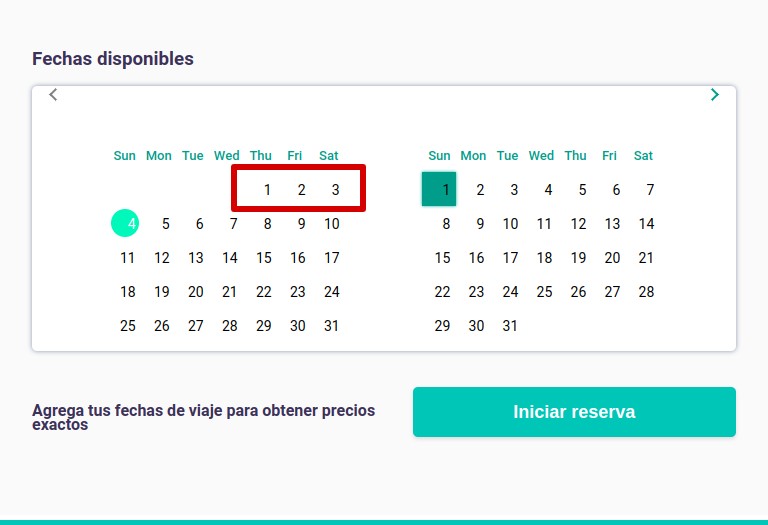 Fechas disponibles
Sun Mon Tue Wed Thu Fri Sat
1 2 3
4 5 6 7 8 9 10
11 12 13 14 15 16 17
18 19 20 21 22 23 24
25 26 27 28 29 30 31
Sun Mon Tue Wed Thu Fri Sat
1 2 3 4 5 6 7
8 9 10 11 12 13 14
15 16 17 18 19 20 21
22 23 24 25 26 27 28
29 30 31
Agrega tus fechas de viaje para obtener precios
exactos
Iniciar reserva